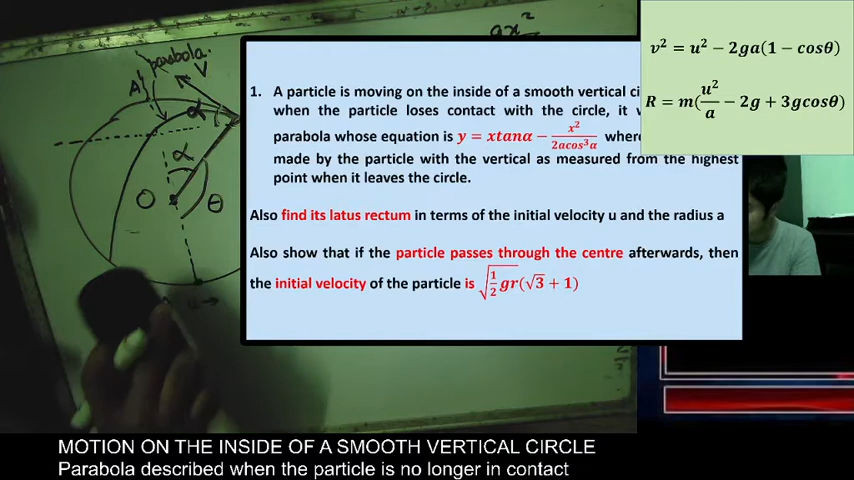 ax²
parabola.
V
A'
α
α
O
θ
u →
v² = u² − 2ga(1 − cosθ)
R = m(u²/a − 2g + 3gcosθ)
1. A particle is moving on the inside of a smooth vertical ci
when the particle loses contact with the circle, it
parabola whose equation is y = xtanα − x²/2acos³α wher
made by the particle with the vertical as measured from the highest
point when it leaves the circle.
Also find its latus rectum in terms of the initial velocity u and the radius a
Also show that if the particle passes through the centre afterwards, then
the initial velocity of the particle is √(1/2 gr)(√3 + 1)
MOTION ON THE INSIDE OF A SMOOTH VERTICAL CIRCLE
Parabola described when the particle is no longer in contact